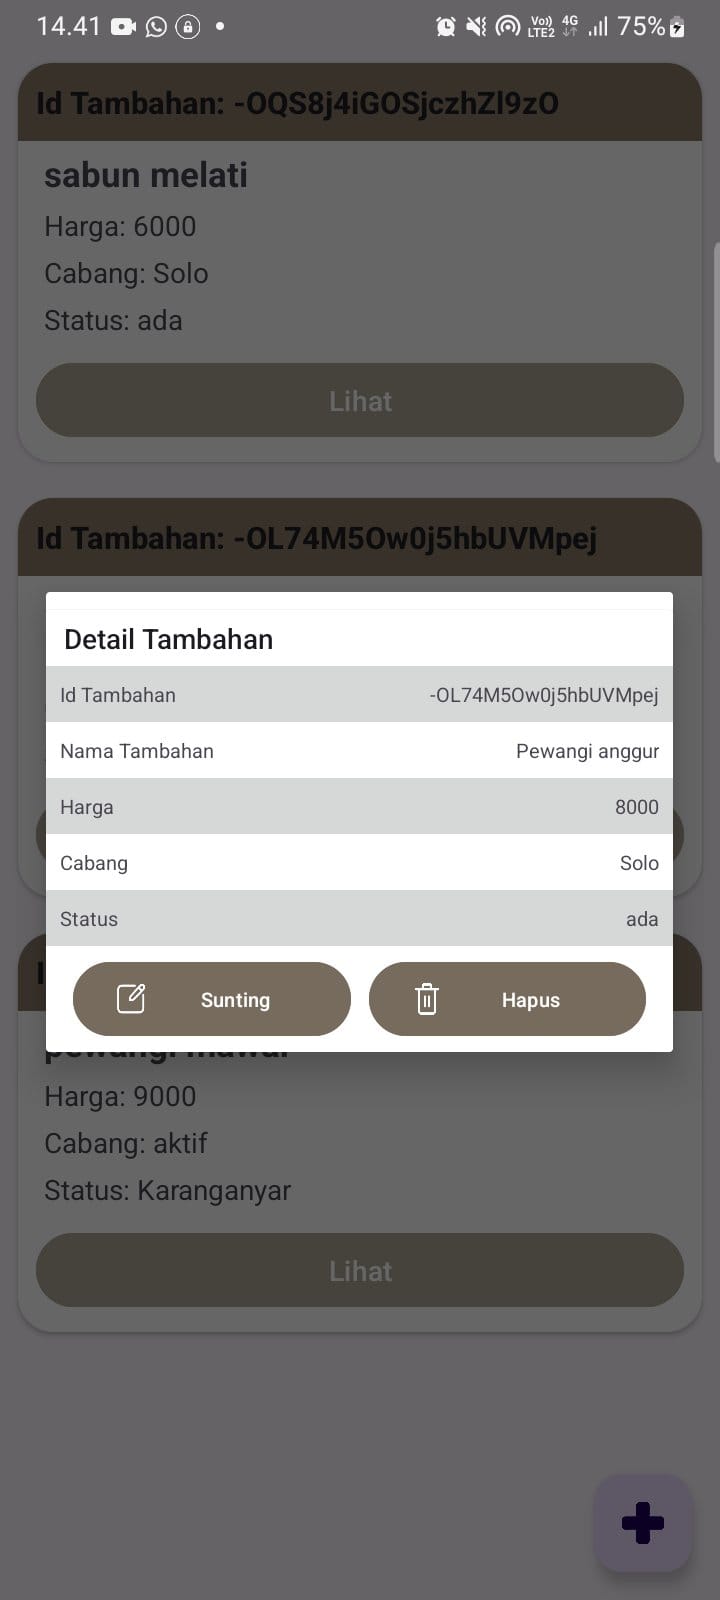 14.41
Vo)) 4G
LTE2
75%
Id Tambahan: -OQS8j4iGOSjczhZl9zO
sabun melati
Harga: 6000
Cabang: Solo
Status: ada
Lihat
Id Tambahan: -OL74M5Ow0j5hbUVMpej
Detail Tambahan
Id Tambahan -OL74M5Ow0j5hbUVMpej
Nama Tambahan Pewangi anggur
Harga 8000
Cabang Solo
Status ada
Sunting Hapus
pewangi mawar
Harga: 9000
Cabang: aktif
Status: Karanganyar
Lihat